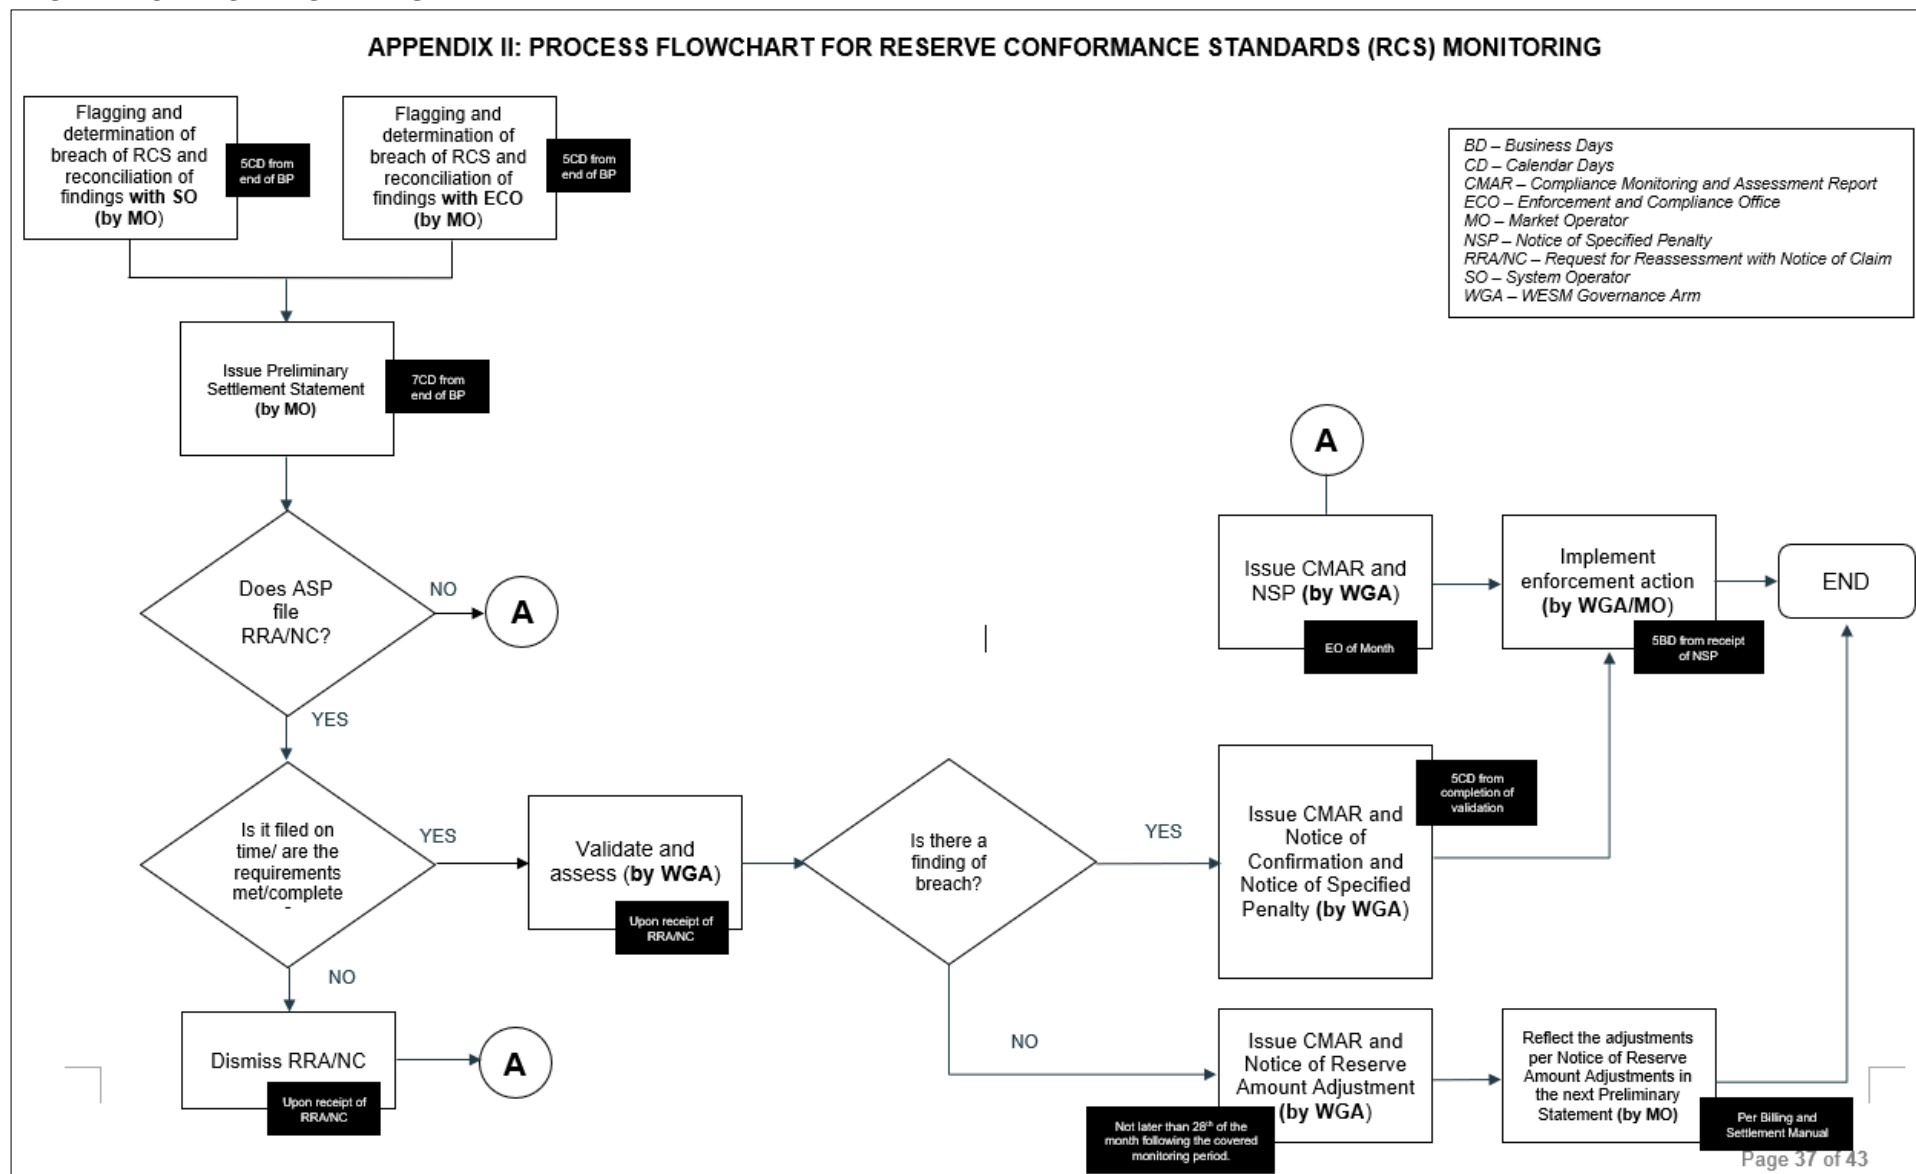 APPENDIX II: PROCESS FLOWCHART FOR RESERVE CONFORMANCE STANDARDS (RCS) MONITORING
Flagging and
determination of
breach of RCS and
reconciliation of
findings with SO
(by MO)
5CD from
end of BP
Flagging and
determination of
breach of RCS and
reconciliation of
findings with ECO
(by MO)
5CD from
end of BP
BD – Business Days
CD – Calendar Days
CMAR – Compliance Monitoring and Assessment Report
ECO – Enforcement and Compliance Office
MO – Market Operator
NSP – Notice of Specified Penalty
RRA/NC – Request for Reassessment with Notice of Claim
SO – System Operator
WGA – WESM Governance Arm
Issue Preliminary
Settlement Statement
(by MO)
7CD from
end of BP
A
Does ASP
file
RRA/NC?
NO
A
YES
Issue CMAR and
NSP (by WGA)
EO of Month
Implement
enforcement action
(by WGA/MO)
5BD from receipt
of NSP
END
Is it filed on
time/ are the
requirements
met/complete
YES
Validate and
assess (by WGA)
Upon receipt of
RRA/NC
Is there a
finding of
breach?
YES
Issue CMAR and
Notice of
Confirmation and
Notice of Specified
Penalty (by WGA)
5CD from
completion of
validation
NO
Dismiss RRA/NC
Upon receipt of
RRA/NC
A
NO
Issue CMAR and
Notice of Reserve
Amount Adjustment
(by WGA)
Not later than 28th of the
month following the covered
monitoring period.
Reflect the adjustments
per Notice of Reserve
Amount Adjustments in
the next Preliminary
Statement (by MO)
Per Billing and
Settlement Manual
Page 37 of 43